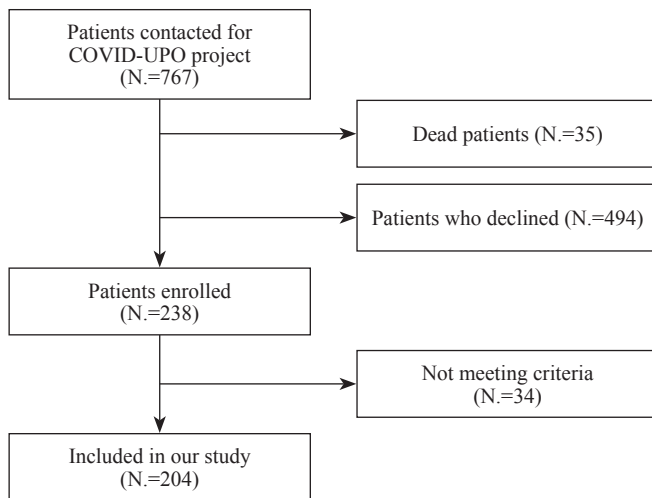 Patients contacted for
COVID-UPO project
(N.=767)
Dead patients (N.=35)
Patients who declined (N.=494)
Patients enrolled
(N.=238)
Not meeting criteria
(N.=34)
Included in our study
(N.=204)